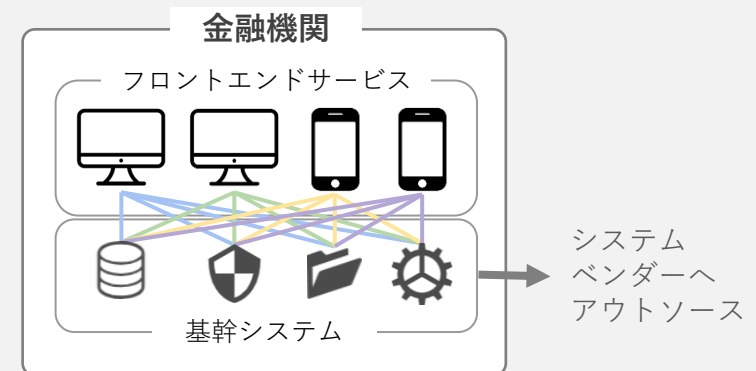 金融機関
フロントエンドサービス
基幹システム
システム
ベンダーへ
アウトソース